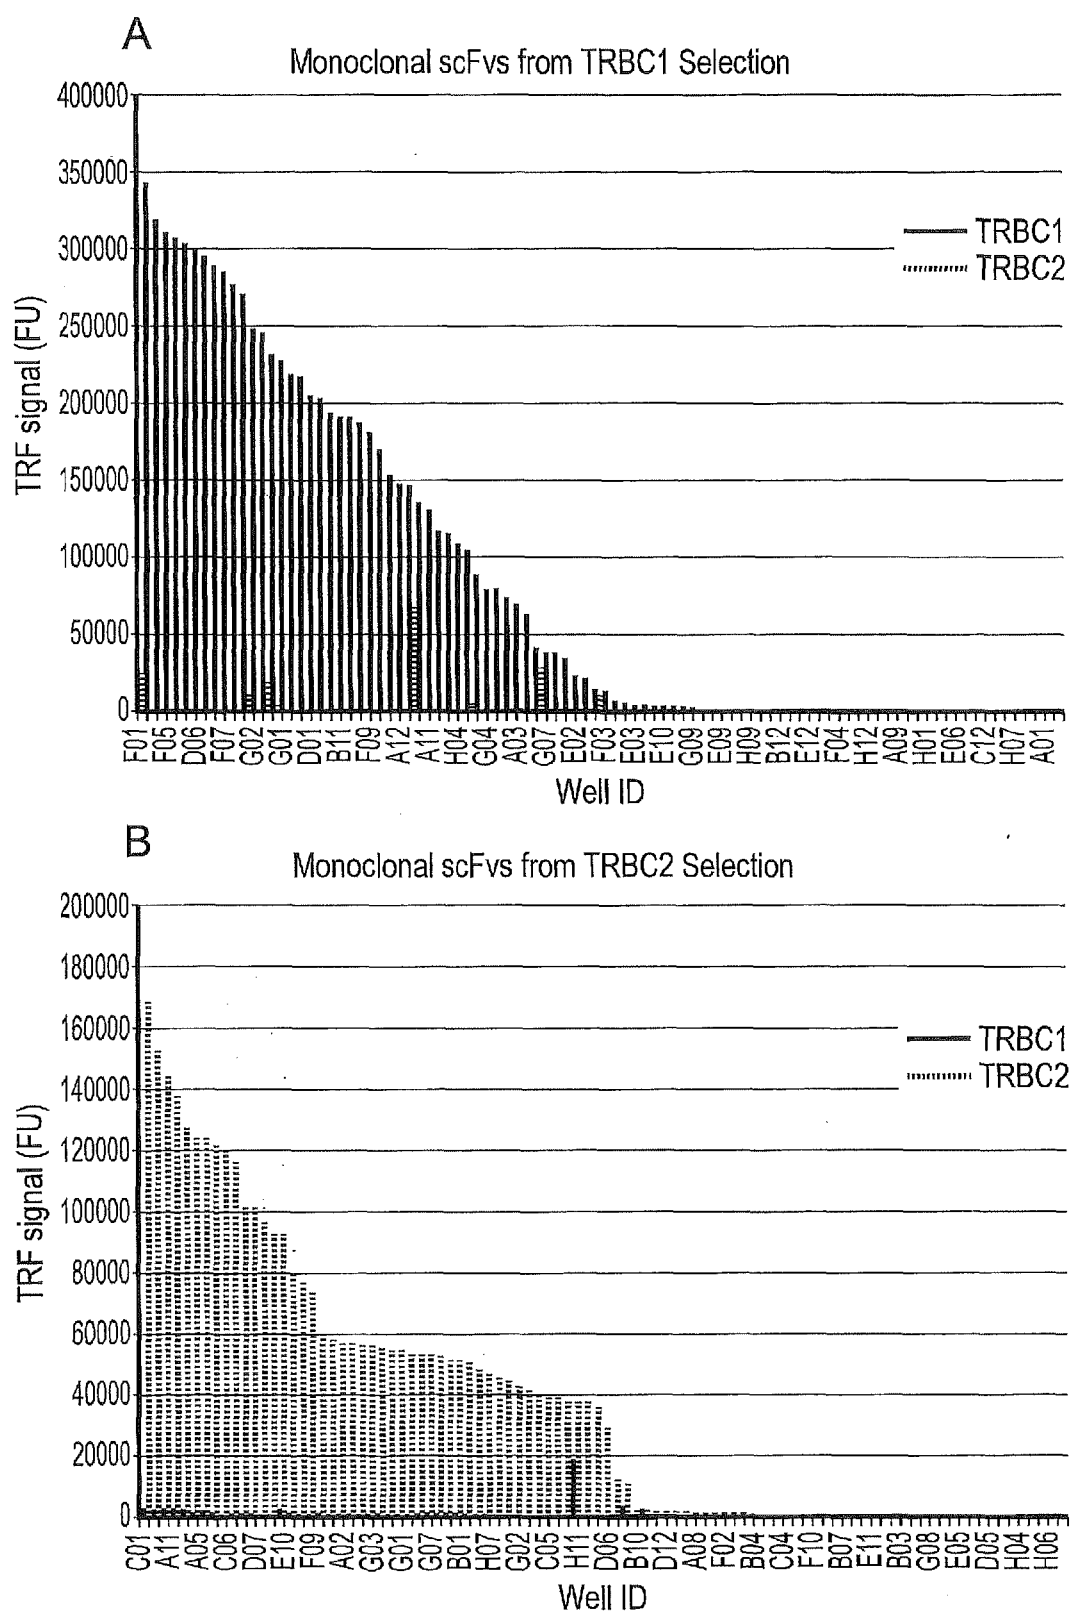 A
Monoclonal scFvs from TRBC1 Selection
400000
350000
300000
250000
200000
150000
100000
50000
0
TRF signal (FU)
TRBC1
TRBC2
F01 F05 D06 F07 G02 G01 D01 B11 F09 A12 A11 H04 G04 A03 G07 E02 F03 E03 E10 G09 E09 H09 B12 E12 F04 H12 A09 H01 E06 C12 H07 A01
Well ID
B
Monoclonal scFvs from TRBC2 Selection
200000
180000
160000
140000
120000
100000
80000
60000
40000
20000
0
TRF signal (FU)
TRBC1
TRBC2
C01 A11 A05 C06 D07 E10 F09 A02 G03 G01 G07 B01 H07 G02 C05 H11 D06 B10 D12 A08 F02 B04 C04 F10 B07 E11 B03 G08 E05 D05 H04 H06
Well ID